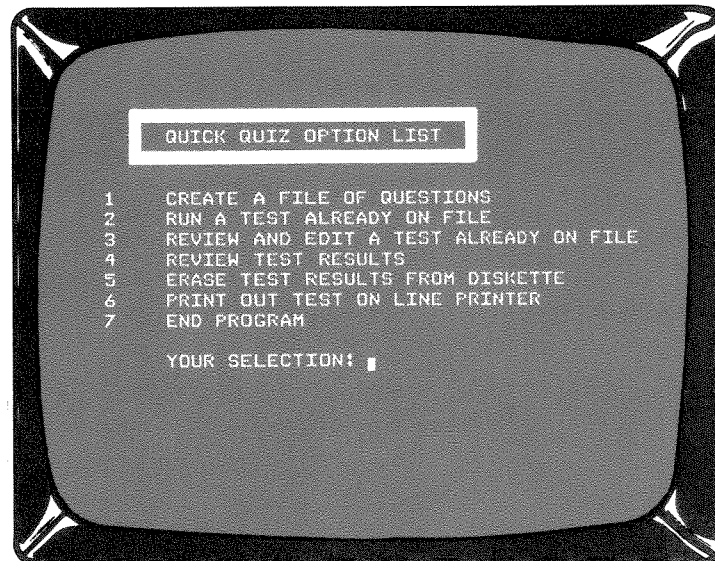 QUICK QUIZ OPTION LIST
1 CREATE A FILE OF QUESTIONS
2 RUN A TEST ALREADY ON FILE
3 REVIEW AND EDIT A TEST ALREADY ON FILE
4 REVIEW TEST RESULTS
5 ERASE TEST RESULTS FROM DISKETTE
6 PRINT OUT TEST ON LINE PRINTER
7 END PROGRAM
YOUR SELECTION: